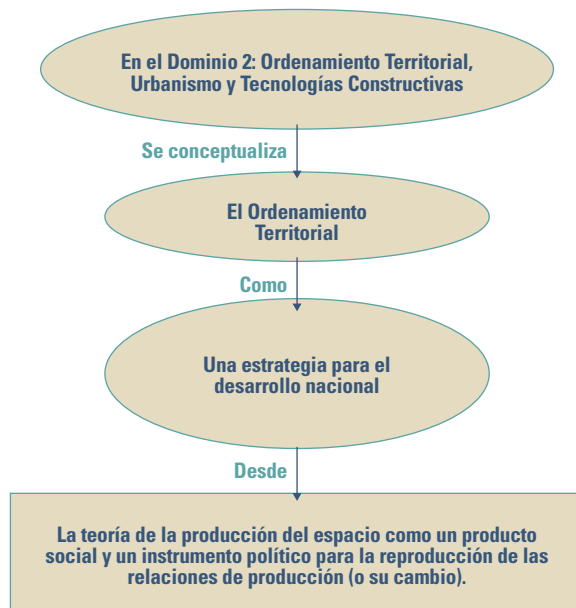 En el Dominio 2: Ordenamiento Territorial,
Urbanismo y Tecnologías Constructivas
Se conceptualiza
El Ordenamiento
Territorial
Como
Una estrategia para el
desarrollo nacional
Desde
La teoría de la producción del espacio como un producto
social y un instrumento político para la reproducción de las
relaciones de producción (o su cambio).